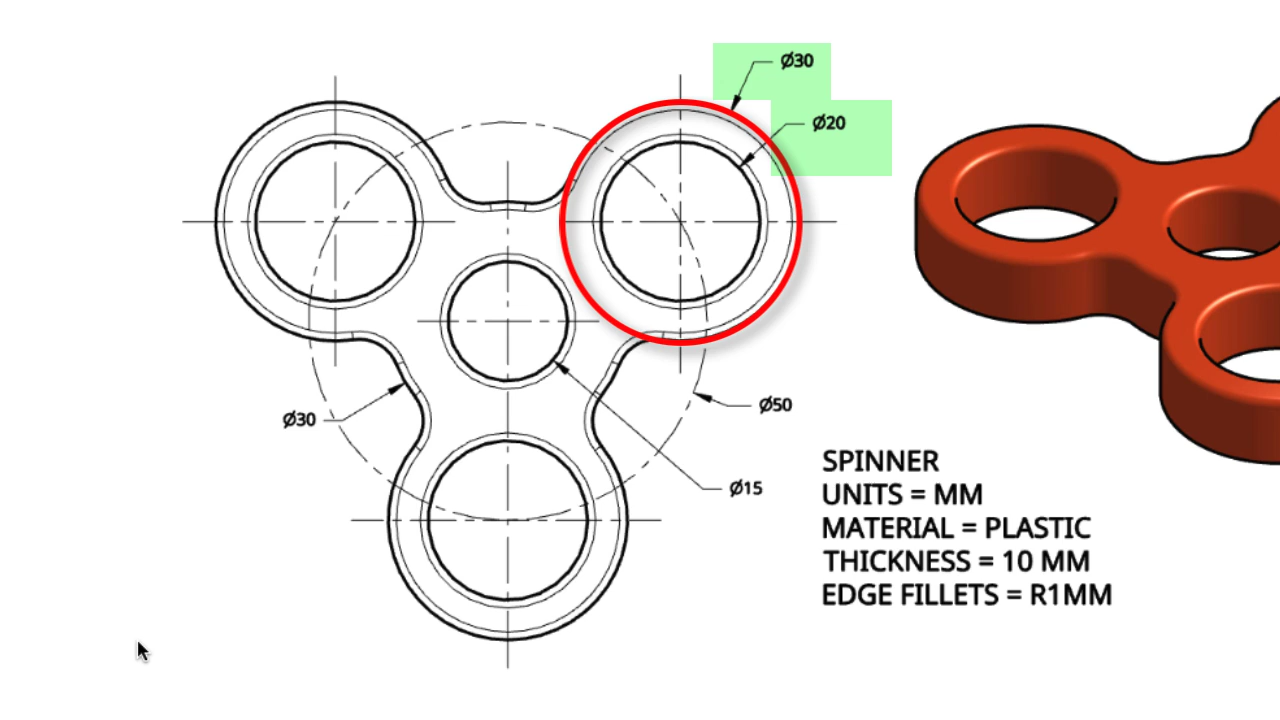 Ø30
Ø20
Ø30
Ø50
Ø15
SPINNER
UNITS = MM
MATERIAL = PLASTIC
THICKNESS = 10 MM
EDGE FILLETS = R1MM